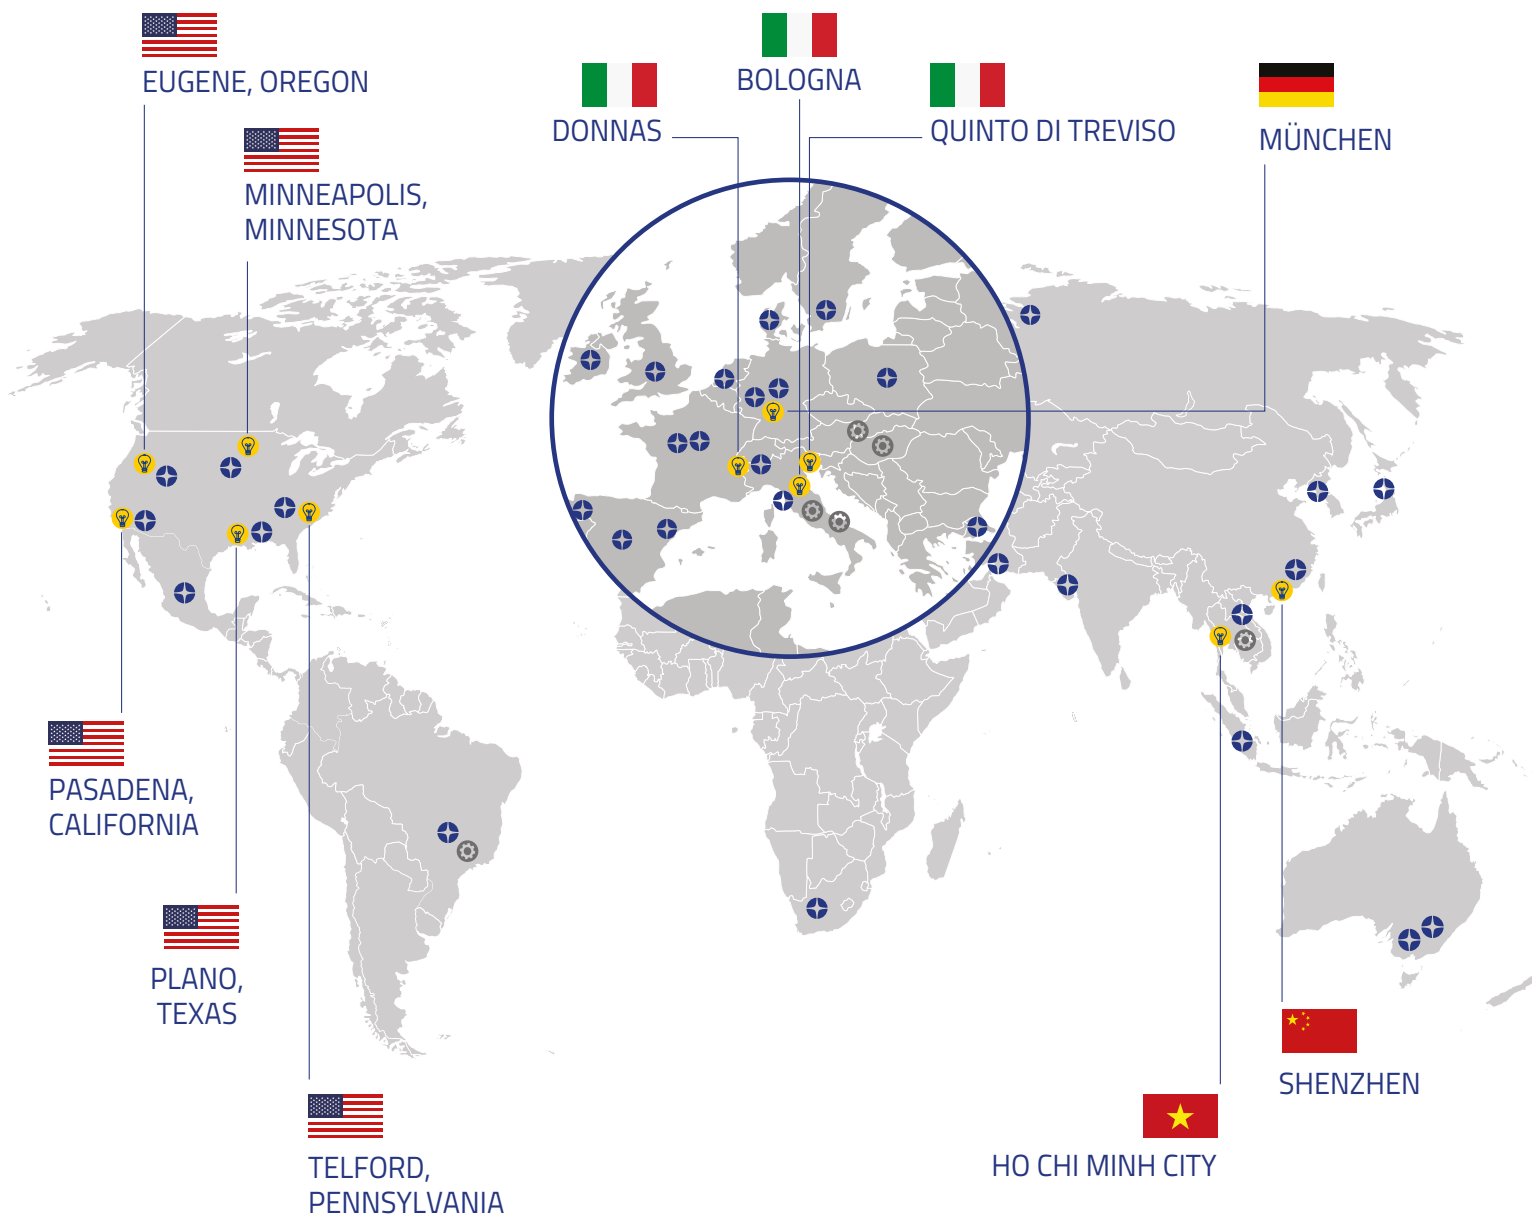 EUGENE, OREGON
MINNEAPOLIS,
MINNESOTA
DONNAS
BOLOGNA
QUINTO DI TREVISO
MÜNCHEN
PASADENA,
CALIFORNIA
PLANO,
TEXAS
TELFORD,
PENNSYLVANIA
HO CHI MINH CITY
SHENZHEN